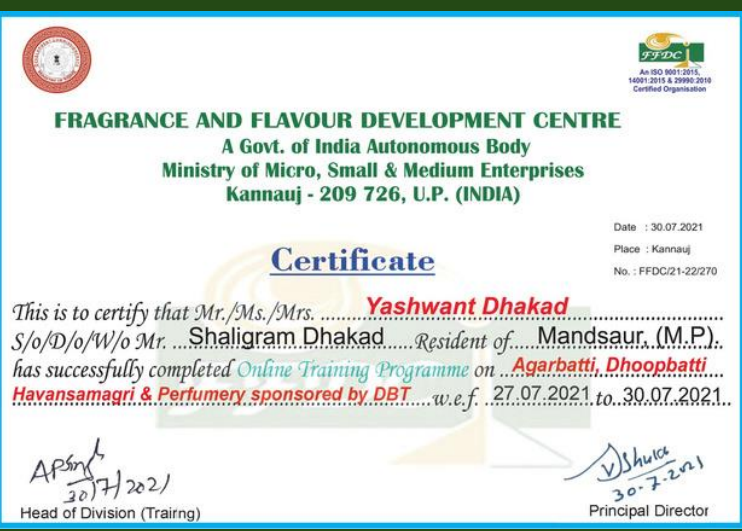 FFDC
An ISO 9001:2015,
14001:2015 & 29990:2010
Certified Organisation
FRAGRANCE AND FLAVOUR DEVELOPMENT CENTRE
A Govt. of India Autonomous Body
Ministry of Micro, Small & Medium Enterprises
Kannauj - 209 726, U.P. (INDIA)
Date : 30.07.2021
Place : Kannauj
No. : FFDC/21-22/270
Certificate
This is to certify that Mr./Ms./Mrs. Yashwant Dhakad
S/o/D/o/W/o Mr. Shaligram Dhakad Resident of Mandsaur, (M.P).
has successfully completed Online Training Programme on Agarbatti, Dhoopbatti
Havansamagri & Perfumery sponsored by DBT w.e.f. 27.07.2021 to 30.07.2021
APSingh
30/7/2021
30-7-2021
Head of Division (Trairng)
Principal Director